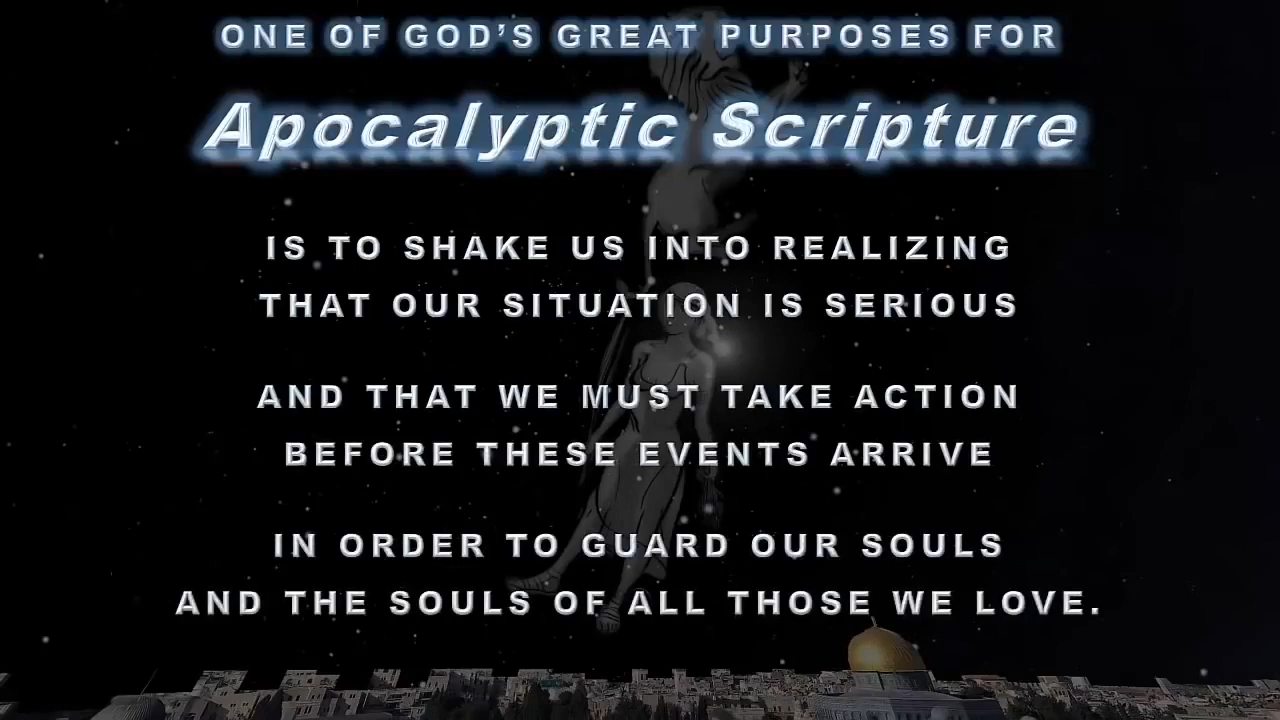 ONE OF GOD’S GREAT PURPOSES FOR
Apocalyptic Scripture
IS TO SHAKE US INTO REALIZING
THAT OUR SITUATION IS SERIOUS
AND THAT WE MUST TAKE ACTION
BEFORE THESE EVENTS ARRIVE
IN ORDER TO GUARD OUR SOULS
AND THE SOULS OF ALL THOSE WE LOVE.